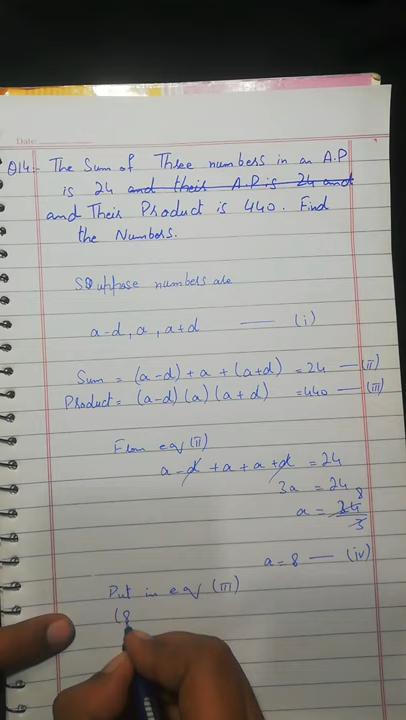 Date:
Q14:- The Sum of Three numbers in an A.P
is 24 and their A.P is 24 and
and Their Product is 440. Find
the Numbers.
Suppose numbers are
a-d, a, a+d —— (i)
Sum = (a-d) + a + (a+d) = 24 — (II)
Product = (a-d) (a) (a+d) = 440 — (III)
From eq (II)
a - d + a + a + d = 24
3a = 24
a = 24/3 8
a = 8 — (iv)
Put in eq (III)
(8